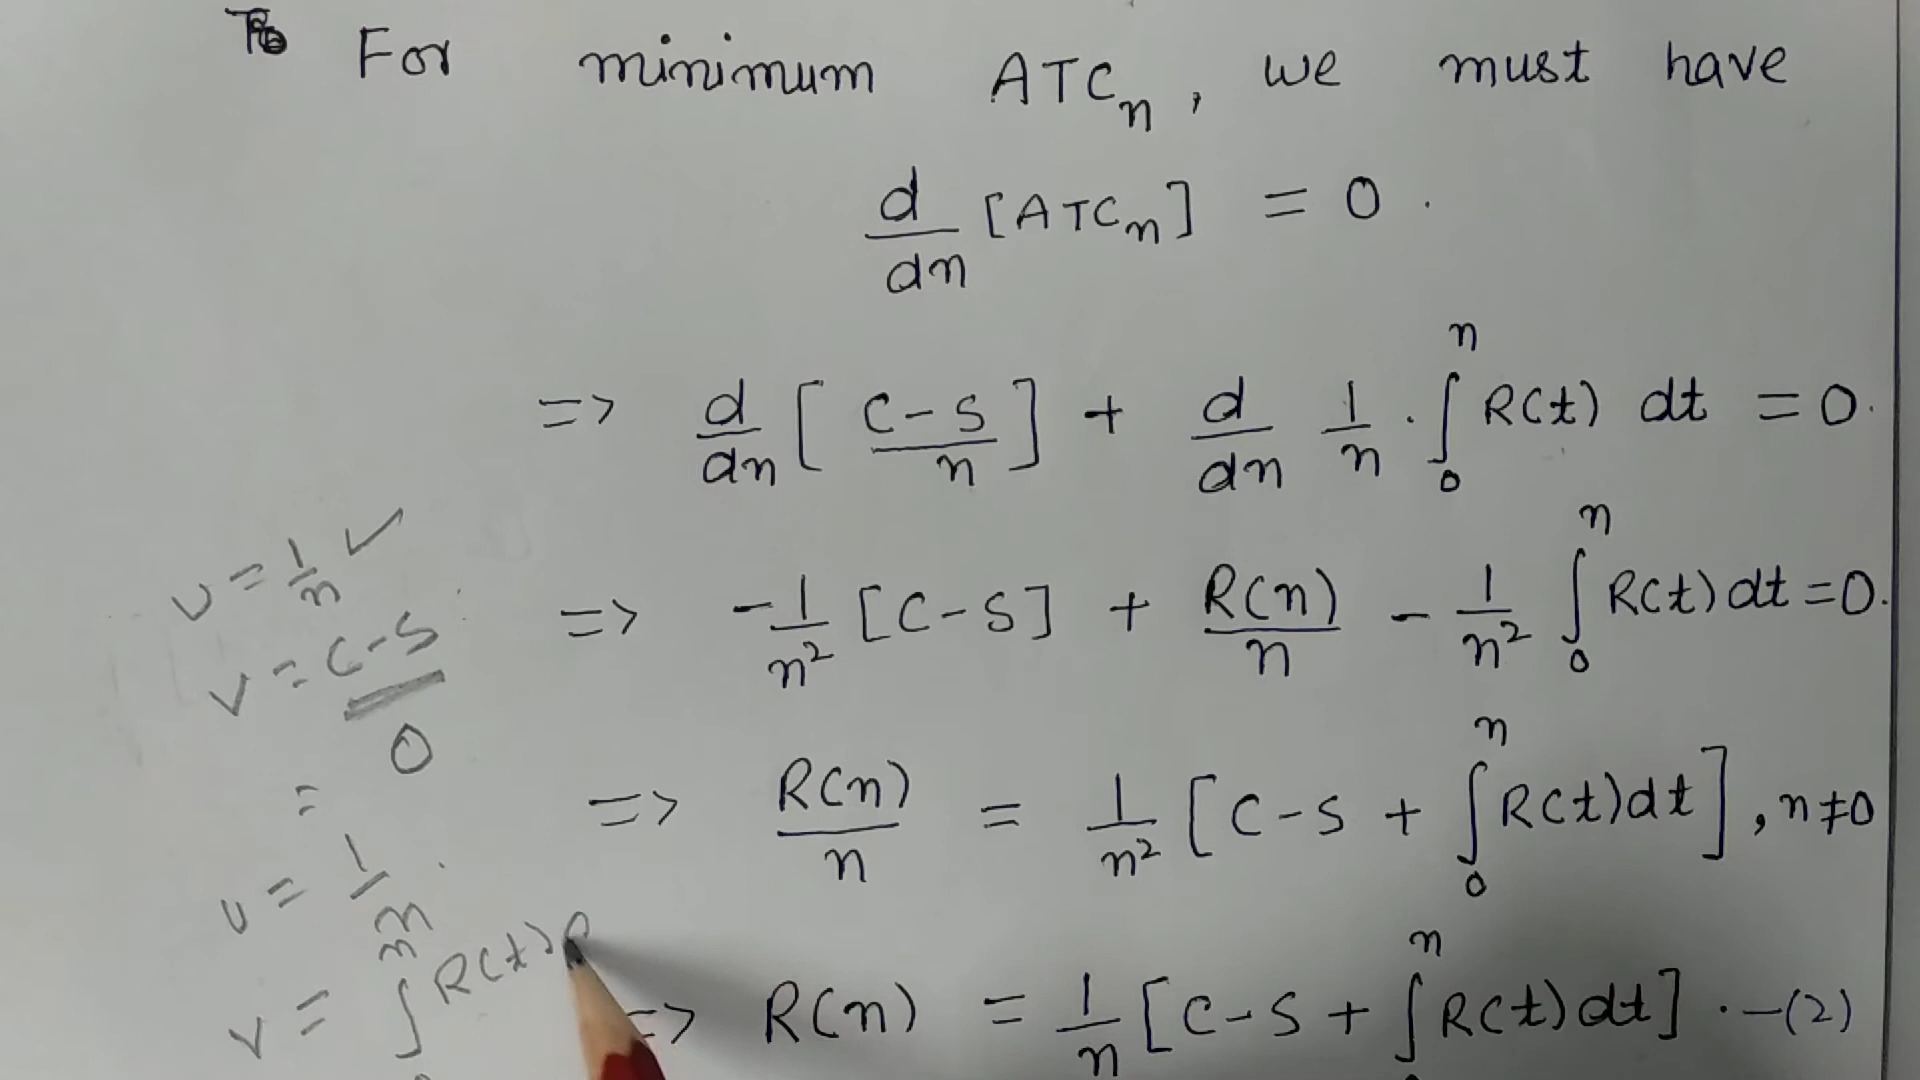 For minimum ATCₙ, we must have
d/dn [ATCₙ] = 0.
=> d/dn [C-S/n] + d/dn 1/n · ∫₀ⁿ R(t) dt = 0.
=> -1/n² [C-S] + R(n)/n - 1/n² ∫₀ⁿ R(t)dt = 0.
=> R(n)/n = 1/n² [C-S + ∫₀ⁿ R(t)dt], n≠0
=> R(n) = 1/n [C-S + ∫₀ⁿ R(t)dt]. -(2)
u = 1/n ✓
v = C-S
0
=
u = 1/n
v = ∫ⁿ R(t)